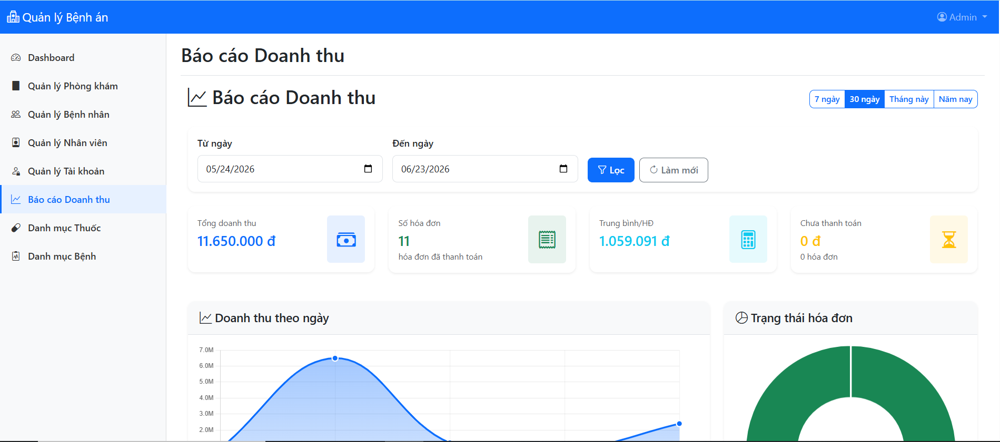 Quản lý Bệnh án
Admin
Dashboard
Quản lý Phòng khám
Quản lý Bệnh nhân
Quản lý Nhân viên
Quản lý Tài khoản
Báo cáo Doanh thu
Danh mục Thuốc
Danh mục Bệnh
Báo cáo Doanh thu
Báo cáo Doanh thu
7 ngày 30 ngày Tháng này Năm nay
Từ ngày
05/24/2026
Đến ngày
06/23/2026
Lọc
Làm mới
Tổng doanh thu
11.650.000 đ
Số hóa đơn
11
hóa đơn đã thanh toán
Trung bình/HĐ
1.059.091 đ
Chưa thanh toán
0 đ
0 hóa đơn
Doanh thu theo ngày
7.0M
6.0M
5.0M
4.0M
3.0M
2.0M
Trạng thái hóa đơn